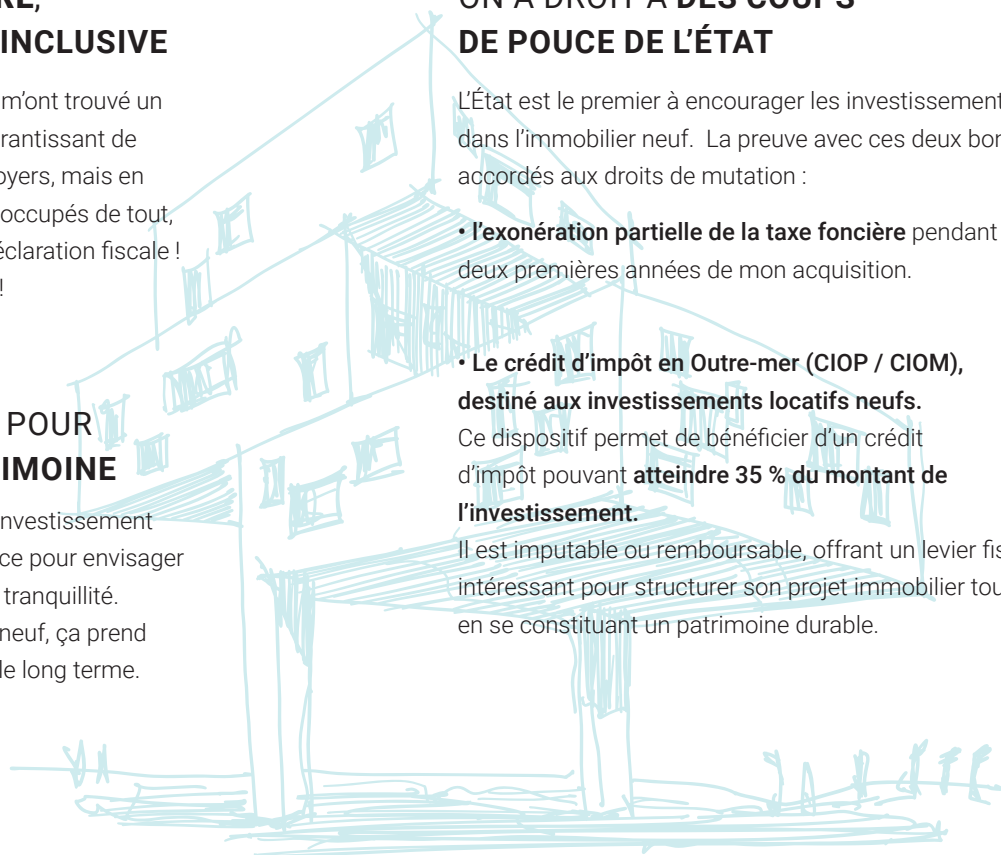 INCLUSIVE
m'ont trouvé un
rantissant de
oyers, mais en
occupés de tout,
éclaration fiscale !
!
POUR
IMOINE
nvestissement
ce pour envisager
tranquillité.
neuf, ça prend
le long terme.
ON A DROIT À DES COUPS
DE POUCE DE L'ÉTAT
L'État est le premier à encourager les investissement
dans l'immobilier neuf. La preuve avec ces deux bon
accordés aux droits de mutation :
• l'exonération partielle de la taxe foncière pendant
deux premières années de mon acquisition.
• Le crédit d'impôt en Outre-mer (CIOP / CIOM),
destiné aux investissements locatifs neufs.
Ce dispositif permet de bénéficier d'un crédit
d'impôt pouvant atteindre 35 % du montant de
l'investissement.
Il est imputable ou remboursable, offrant un levier fis
intéressant pour structurer son projet immobilier tou
en se constituant un patrimoine durable.